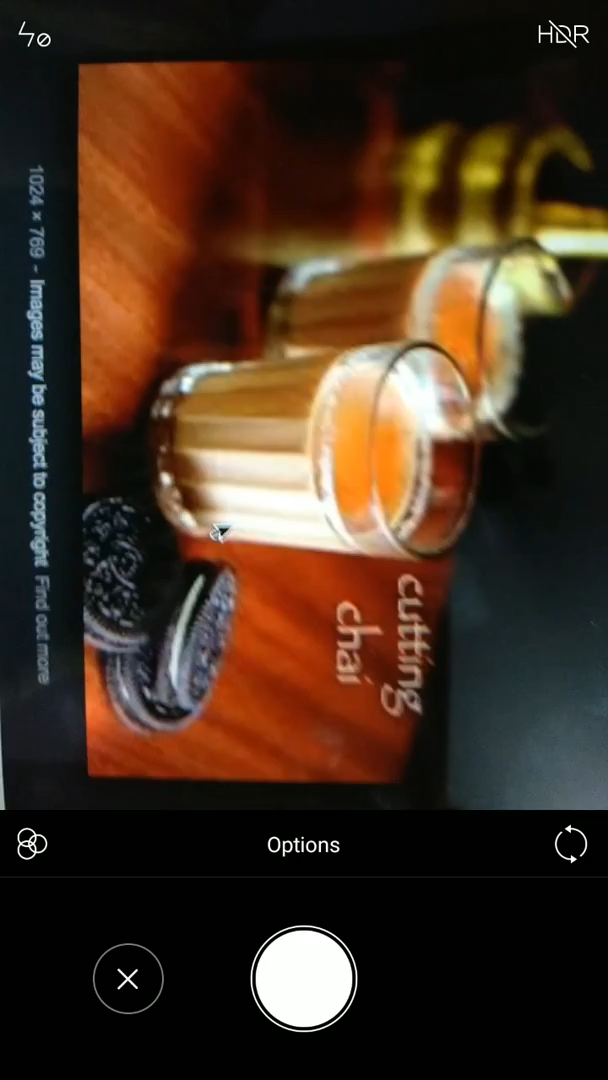 HDR
cutting
chai
1024 × 769 - Images may be subject to copyright Find out more
Options